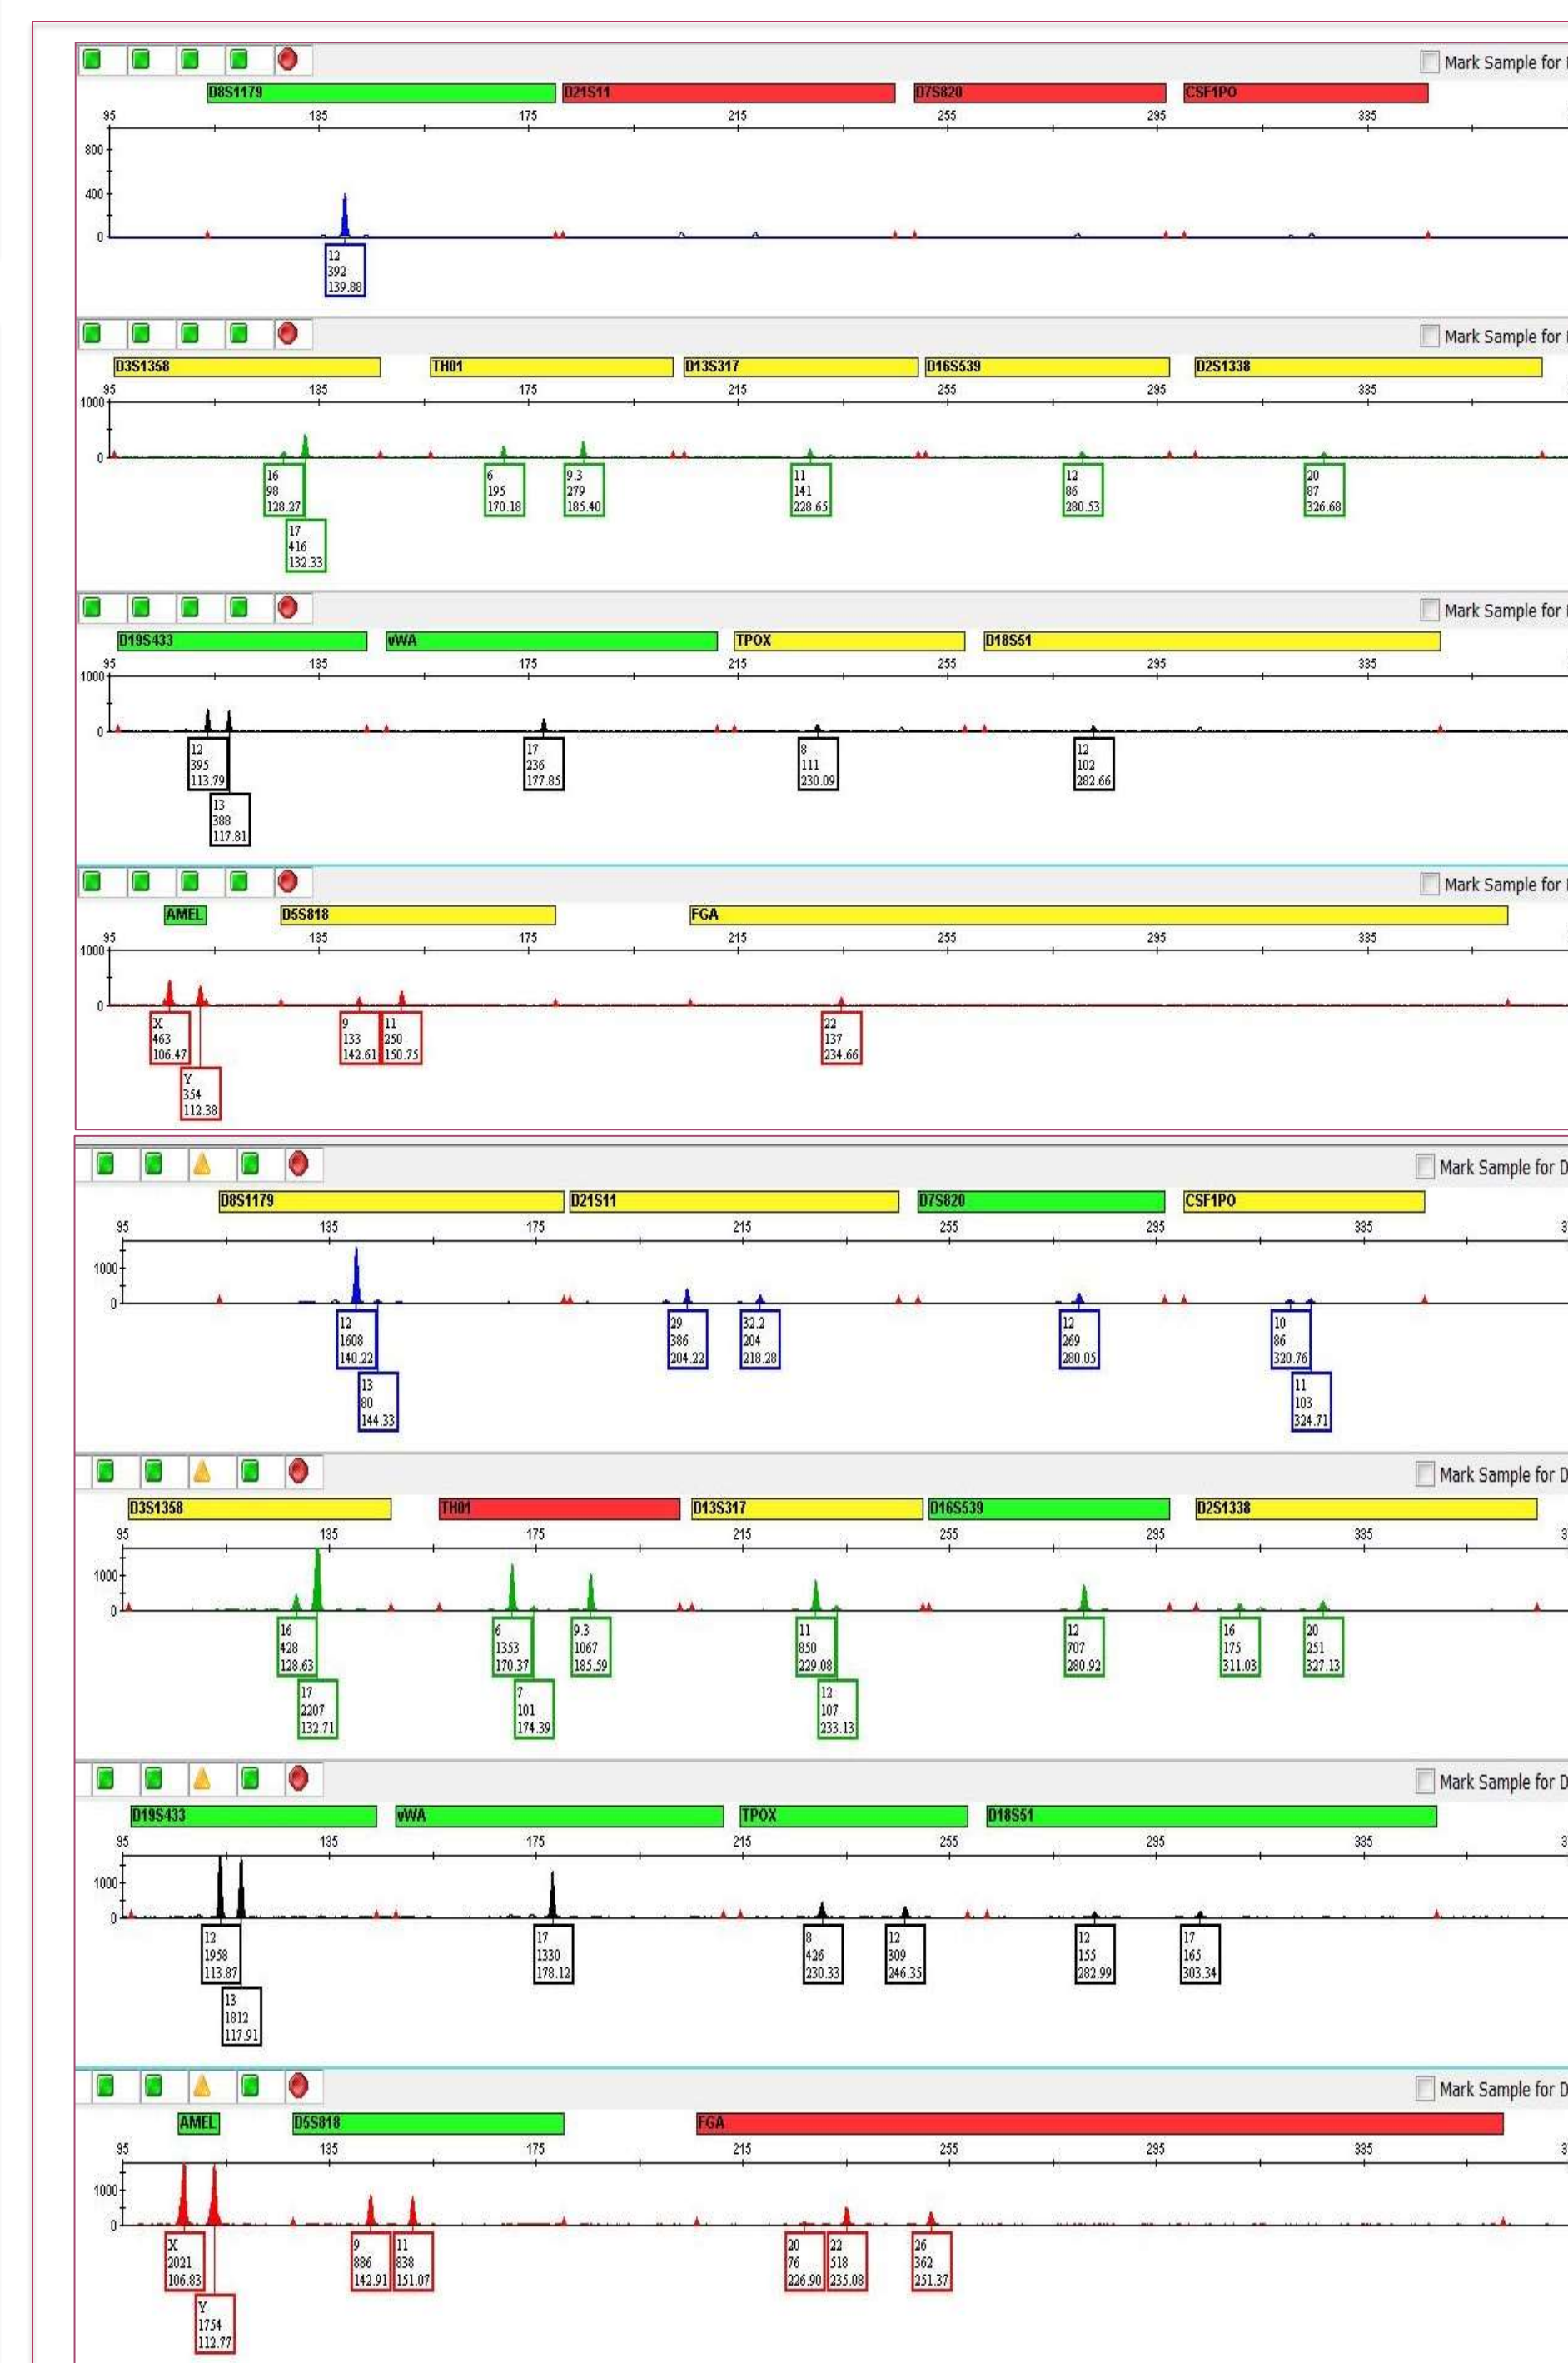 Mark Sample for
D8S1179 D21S11 D7S820 CSF1PO
95 135 175 215 255 295 335
800
400
0
12
392
139.88
Mark Sample for
D3S1358 TH01 D13S317 D16S539 D2S1338
95 135 175 215 255 295 335
1000
0
16 6 9.3 11 12 20
98 195 279 141 86 87
128.27 170.18 185.40 228.65 280.53 326.68
17
416
132.33
Mark Sample for
D19S433 vWA TPOX D18S51
95 135 175 215 255 295 335
1000
0
12 17 8 12
395 236 111 102
113.79 177.85 230.09 282.66
13
388
117.81
Mark Sample for
AMEL D5S818 FGA
95 135 175 215 255 295 335
1000
0
X 9 11 22
463 133 250 137
106.47 142.61 150.75 234.66
Y
354
112.38
Mark Sample for D
D8S1179 D21S11 D7S820 CSF1PO
95 135 175 215 255 295 335 3
1000
0
12 29 32.2 12 10
1608 386 204 269 86
140.22 204.22 218.28 280.05 320.76
13 11
80 103
144.33 324.71
Mark Sample for D
D3S1358 TH01 D13S317 D16S539 D2S1338
95 135 175 215 255 295 335 3
1000
0
16 6 9.3 11 12 16 20
428 1353 1067 850 707 175 251
128.63 170.37 185.59 229.08 280.92 311.03 327.13
17 7 12
2207 101 107
132.71 174.39 233.13
Mark Sample for D
D19S433 vWA TPOX D18S51
95 135 175 215 255 295 335 3
1000
0
12 17 8 12 12 17
1958 1330 426 309 155 165
113.87 178.12 230.33 246.35 282.99 303.34
13
1812
117.91
Mark Sample for D
AMEL D5S818 FGA
95 135 175 215 255 295 335 3
1000
0
X 9 11 20 22 26
2021 886 838 76 518 362
106.83 142.91 151.07 226.90 235.08 251.37
Y
1754
112.77